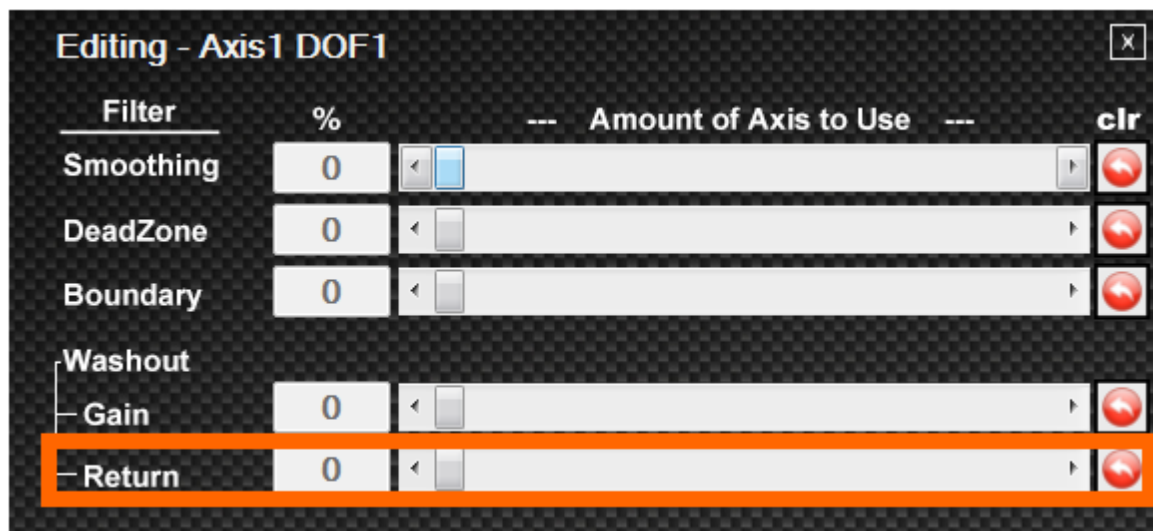 Editing - Axis1 DOF1 X
Filter % --- Amount of Axis to Use --- clr
Smoothing 0
DeadZone 0
Boundary 0
Washout
Gain 0
Return 0